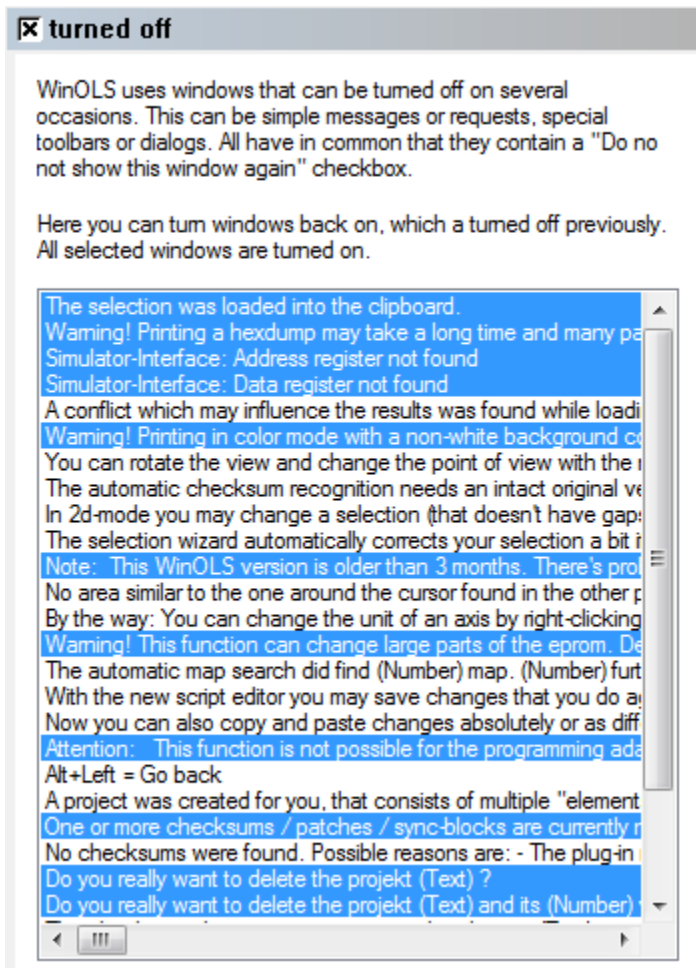 turned off
WinOLS uses windows that can be turned off on several
occasions. This can be simple messages or requests, special
toolbars or dialogs. All have in common that they contain a "Do no
not show this window again" checkbox.
Here you can turn windows back on, which a turned off previously.
All selected windows are turned on.
The selection was loaded into the clipboard.
Warning! Printing a hexdump may take a long time and many pa
Simulator-Interface: Address register not found
Simulator-Interface: Data register not found
A conflict which may influence the results was found while loadi
Warning! Printing in color mode with a non-white background co
You can rotate the view and change the point of view with the
The automatic checksum recognition needs an intact original ve
In 2d-mode you may change a selection (that doesn't have gaps
The selection wizard automatically corrects your selection a bit
Note: This WinOLS version is older than 3 months. There's prol
No area similar to the one around the cursor found in the other
By the way: You can change the unit of an axis by right-clicking
Warning! This function can change large parts of the eprom. De
The automatic map search did find (Number) map. (Number) furt
With the new script editor you may save changes that you do a
Now you can also copy and paste changes absolutely or as diff
Attention: This function is not possible for the programming ada
Alt+Left = Go back
A project was created for you, that consists of multiple "element
One or more checksums / patches / sync-blocks are currently
No checksums were found. Possible reasons are: - The plug-in
Do you really want to delete the projekt (Text) ?
Do you really want to delete the projekt (Text) and its (Number)